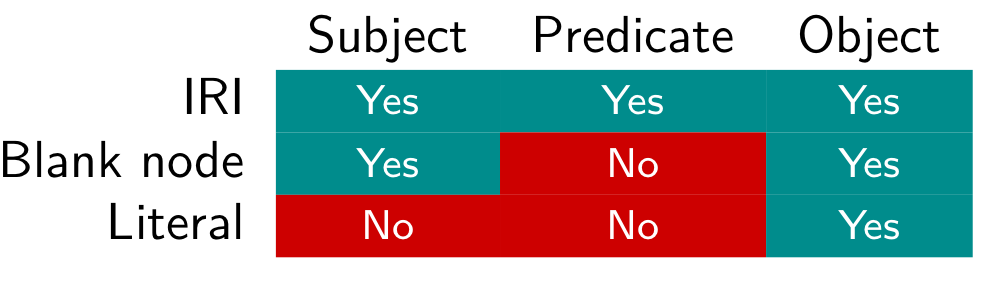 Subject Predicate Object
IRI Yes Yes Yes
Blank node Yes No Yes
Literal No No Yes